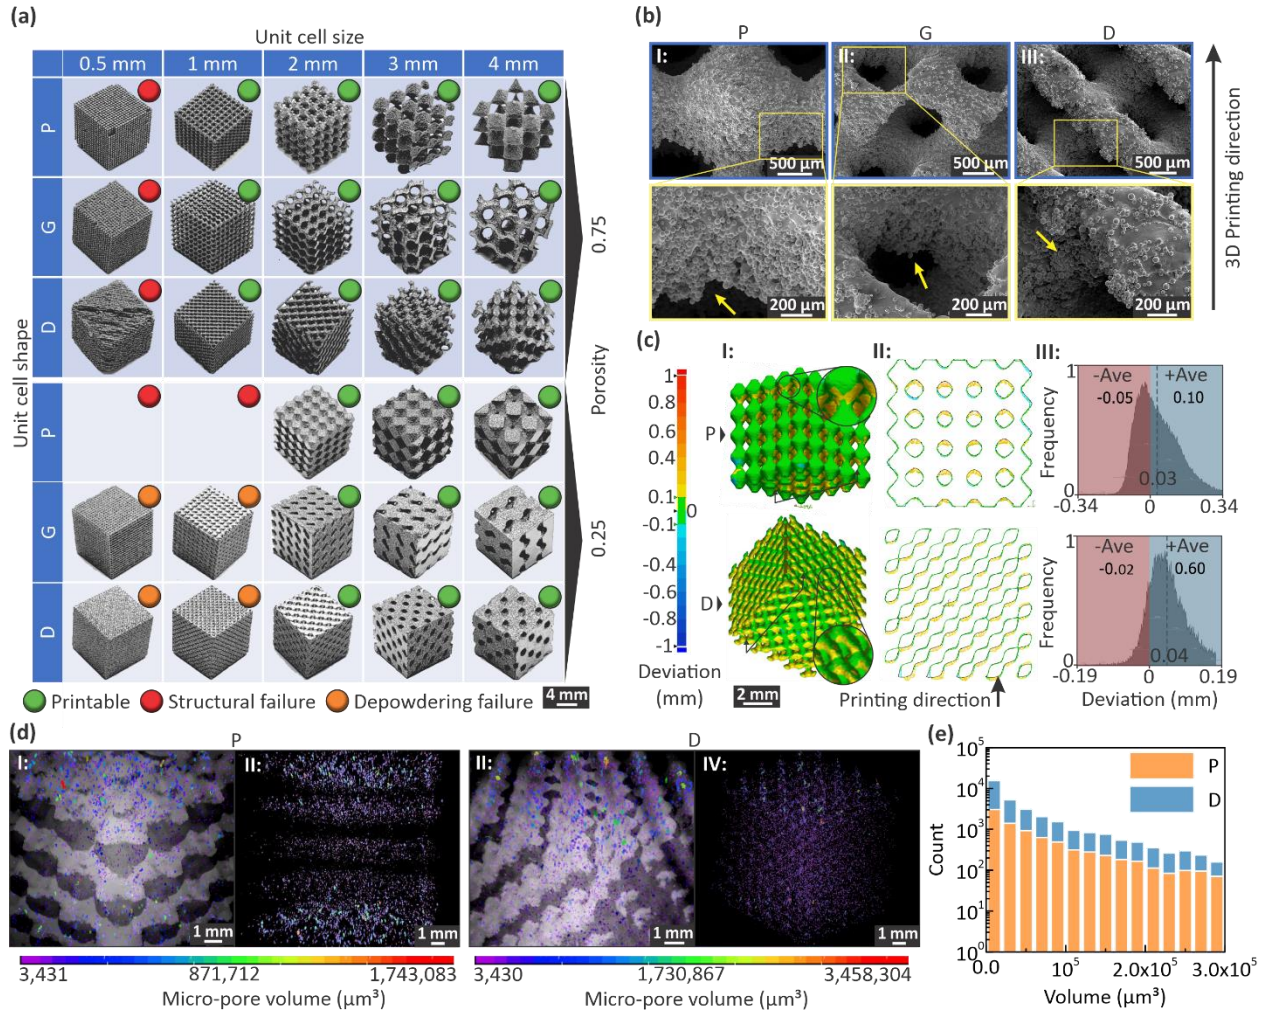 (a)
Unit cell size
0.5 mm 1 mm 2 mm 3 mm 4 mm
Unit cell shape
P
G
D
P
G
D
Porosity
0.75
0.25
Printable Structural failure Depowdering failure
4 mm
(b)
P G D
I: II: III:
500 μm 500 μm 500 μm
200 μm 200 μm 200 μm
3D Printing direction
(c)
I: II: III:
1
0.8
0.6
0.4
0.1
0
-0.1
-0.4
-0.6
-0.8
-1
Deviation
(mm)
P
D
2 mm
Printing direction
Frequency
1
0
-Ave
-0.05
+Ave
0.10
0.03
-0.34 0 0.34
Frequency
1
0
-Ave
-0.02
+Ave
0.60
0.04
-0.19 0 0.19
Deviation (mm)
(d)
P D
I: II: II: IV:
1 mm 1 mm 1 mm 1 mm
3,431 871,712 1,743,083
Micro-pore volume (μm³)
3,430 1,730,867 3,458,304
Micro-pore volume (μm³)
(e)
Count
10⁵
10⁴
10³
10²
10¹
10⁰
P
D
0.0 10⁵ 2.0x10⁵ 3.0x10⁵
Volume (μm³)